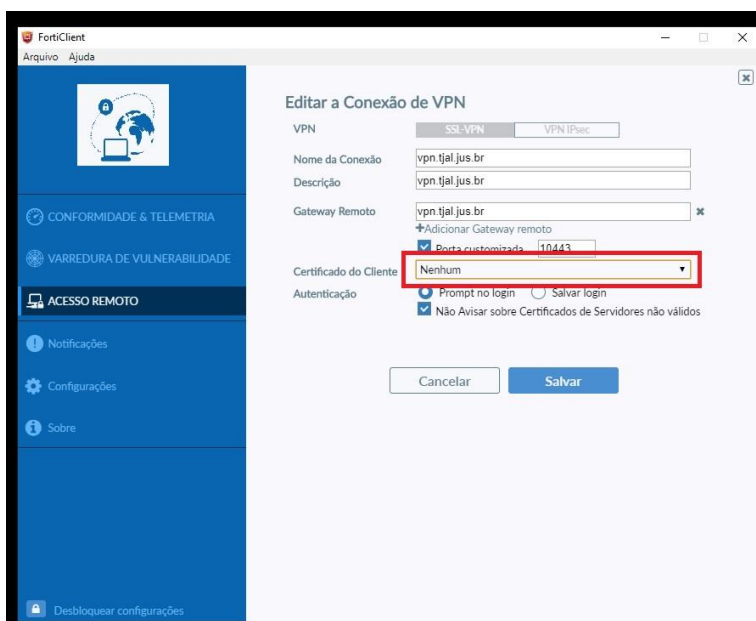 FortiClient
Arquivo Ajuda
Editar a Conexão de VPN
VPN SSL-VPN VPN IPsec
Nome da Conexão vpn.tjal.jus.br
Descrição vpn.tjal.jus.br
Gateway Remoto vpn.tjal.jus.br
+Adicionar Gateway remoto
Porta customizada 10443
Certificado do Cliente Nenhum
Autenticação Prompt no login Salvar login
Não Avisar sobre Certificados de Servidores não válidos
Cancelar Salvar
CONFORMIDADE & TELEMETRIA
VARREDURA DE VULNERABILIDADE
ACESSO REMOTO
Notificações
Configurações
Sobre
Desbloquear configurações